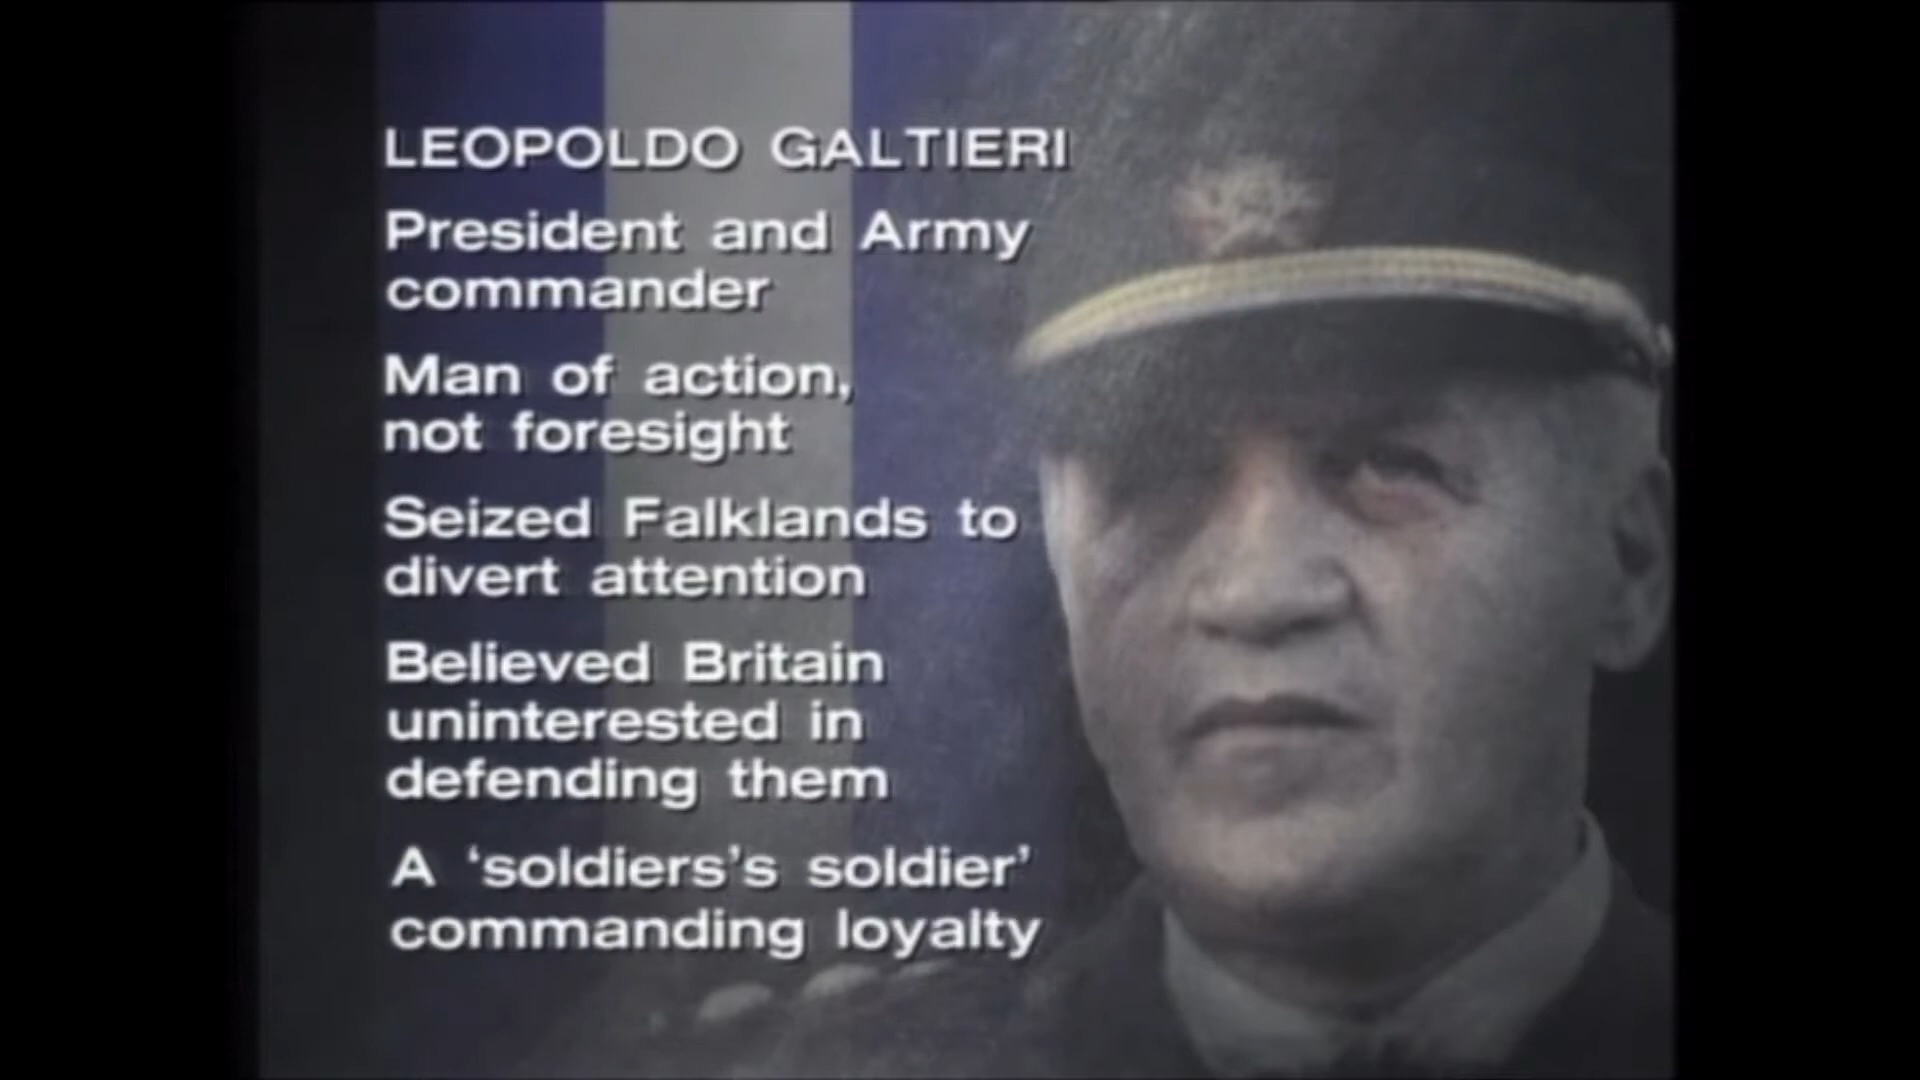 LEOPOLDO GALTIERI
President and Army
commander
Man of action,
not foresight
Seized Falklands to
divert attention
Believed Britain
uninterested in
defending them
A ‘soldiers’s soldier’
commanding loyalty